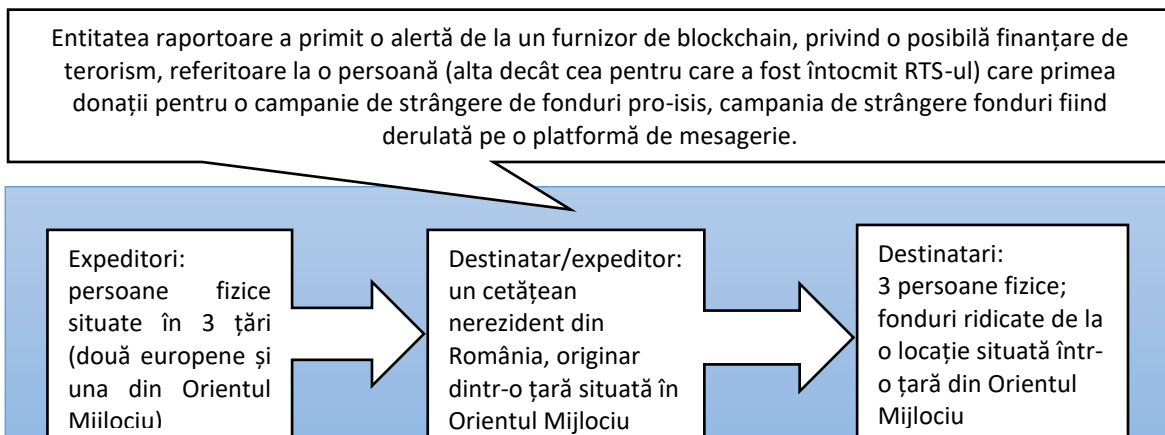 Entitatea raportoare a primit o alertă de la un furnizor de blockchain, privind o posibilă finanțare de
terorism, referitoare la o persoană (alta decât cea pentru care a fost întocmit RTS-ul) care primea
donații pentru o campanie de strângere de fonduri pro-isis, campania de strângere fonduri fiind
derulată pe o platformă de mesagerie.
Expeditori:
persoane fizice
situate în 3 țări
(două europene și
una din Orientul
Mijlociu)
Destinatar/expeditor:
un cetățean
nerezident din
România, originar
dintr-o țară situată în
Orientul Mijlociu
Destinatari:
3 persoane fizice;
fonduri ridicate de la
o locație situată într-
o țară din Orientul
Mijlociu